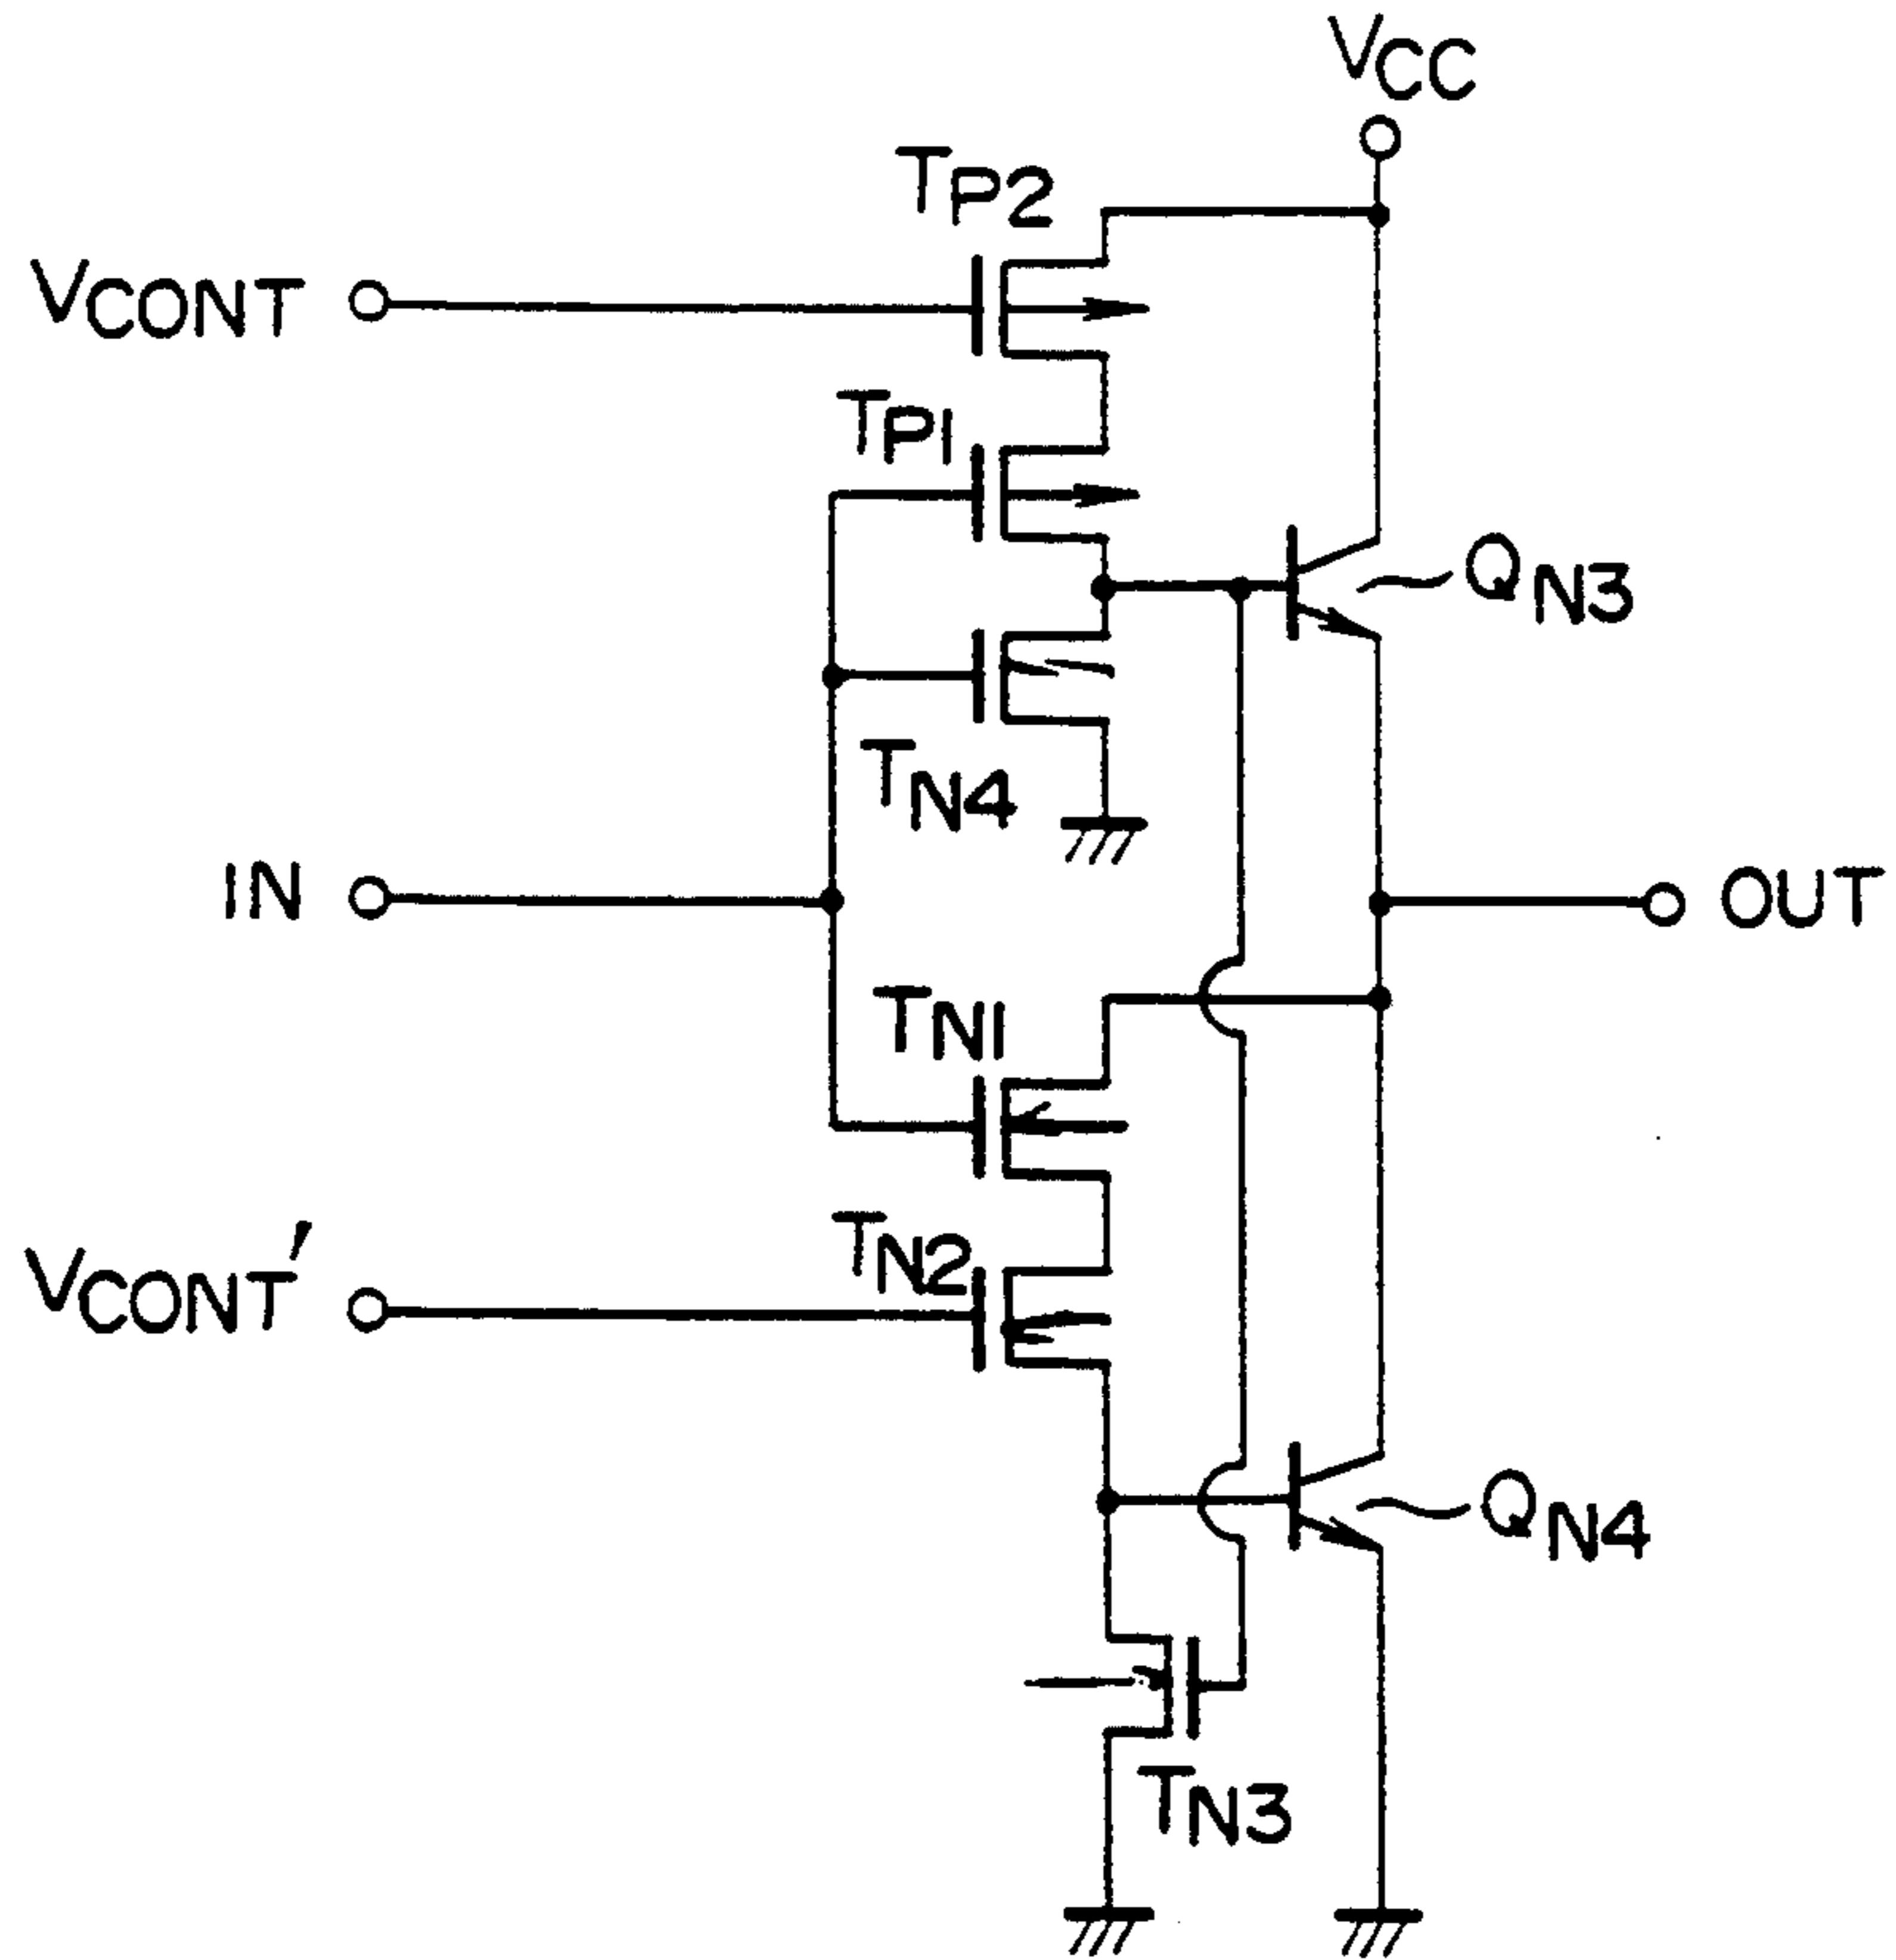 VCC
TP2
VCONT
TP1
QN3
TN4
IN
OUT
TN1
TN2
VCONT'
QN4
TN3